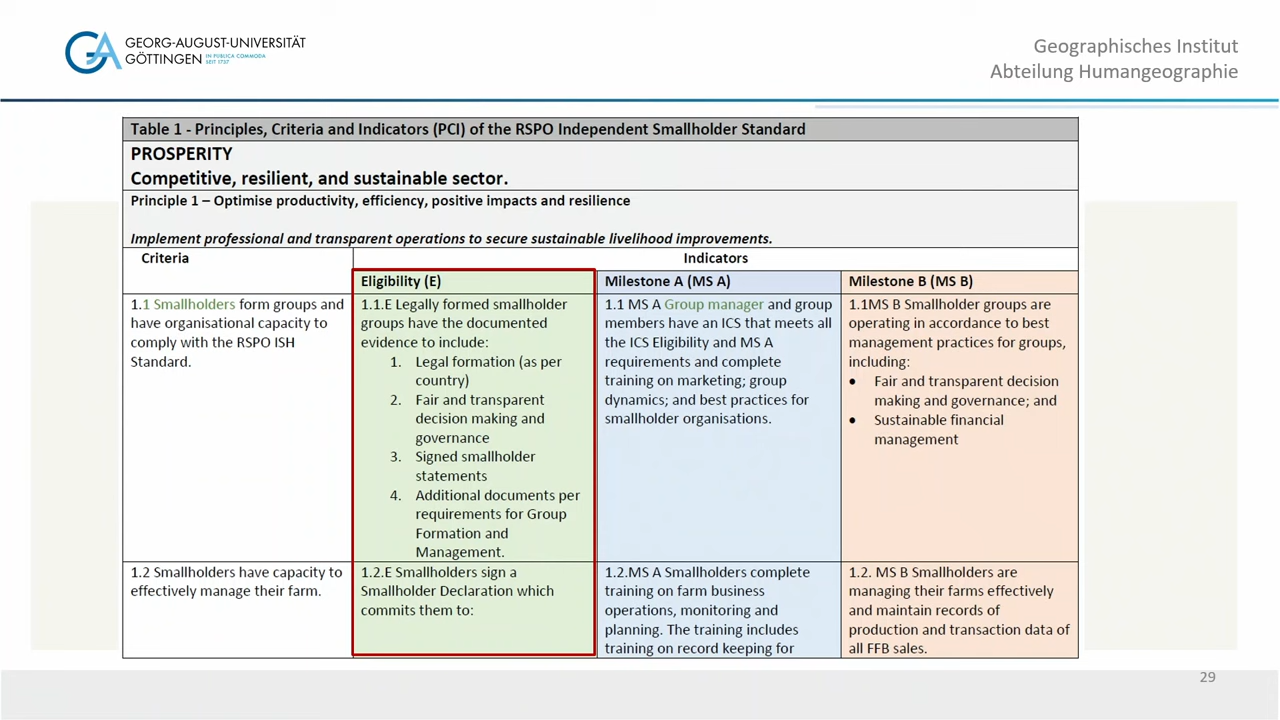 GEORG-AUGUST-UNIVERSITÄT
GÖTTINGEN
IN PUBLICA COMMODA
SEIT 1737
Geographisches Institut
Abteilung Humangeographie
Table 1 - Principles, Criteria and Indicators (PCI) of the RSPO Independent Smallholder Standard
PROSPERITY
Competitive, resilient, and sustainable sector.
Principle 1 – Optimise productivity, efficiency, positive impacts and resilience
Implement professional and transparent operations to secure sustainable livelihood improvements.
Criteria
Indicators
Eligibility (E)
Milestone A (MS A)
Milestone B (MS B)
1.1 Smallholders form groups and
have organisational capacity to
comply with the RSPO ISH
Standard.
1.1.E Legally formed smallholder
groups have the documented
evidence to include:
1. Legal formation (as per
country)
2. Fair and transparent
decision making and
governance
3. Signed smallholder
statements
4. Additional documents per
requirements for Group
Formation and
Management.
1.1 MS A Group manager and group
members have an ICS that meets all
the ICS Eligibility and MS A
requirements and complete
training on marketing; group
dynamics; and best practices for
smallholder organisations.
1.1MS B Smallholder groups are
operating in accordance to best
management practices for groups,
including:
• Fair and transparent decision
making and governance; and
• Sustainable financial
management
1.2 Smallholders have capacity to
effectively manage their farm.
1.2.E Smallholders sign a
Smallholder Declaration which
commits them to:
1.2.MS A Smallholders complete
training on farm business
operations, monitoring and
planning. The training includes
training on record keeping for
1.2. MS B Smallholders are
managing their farms effectively
and maintain records of
production and transaction data of
all FFB sales.
29